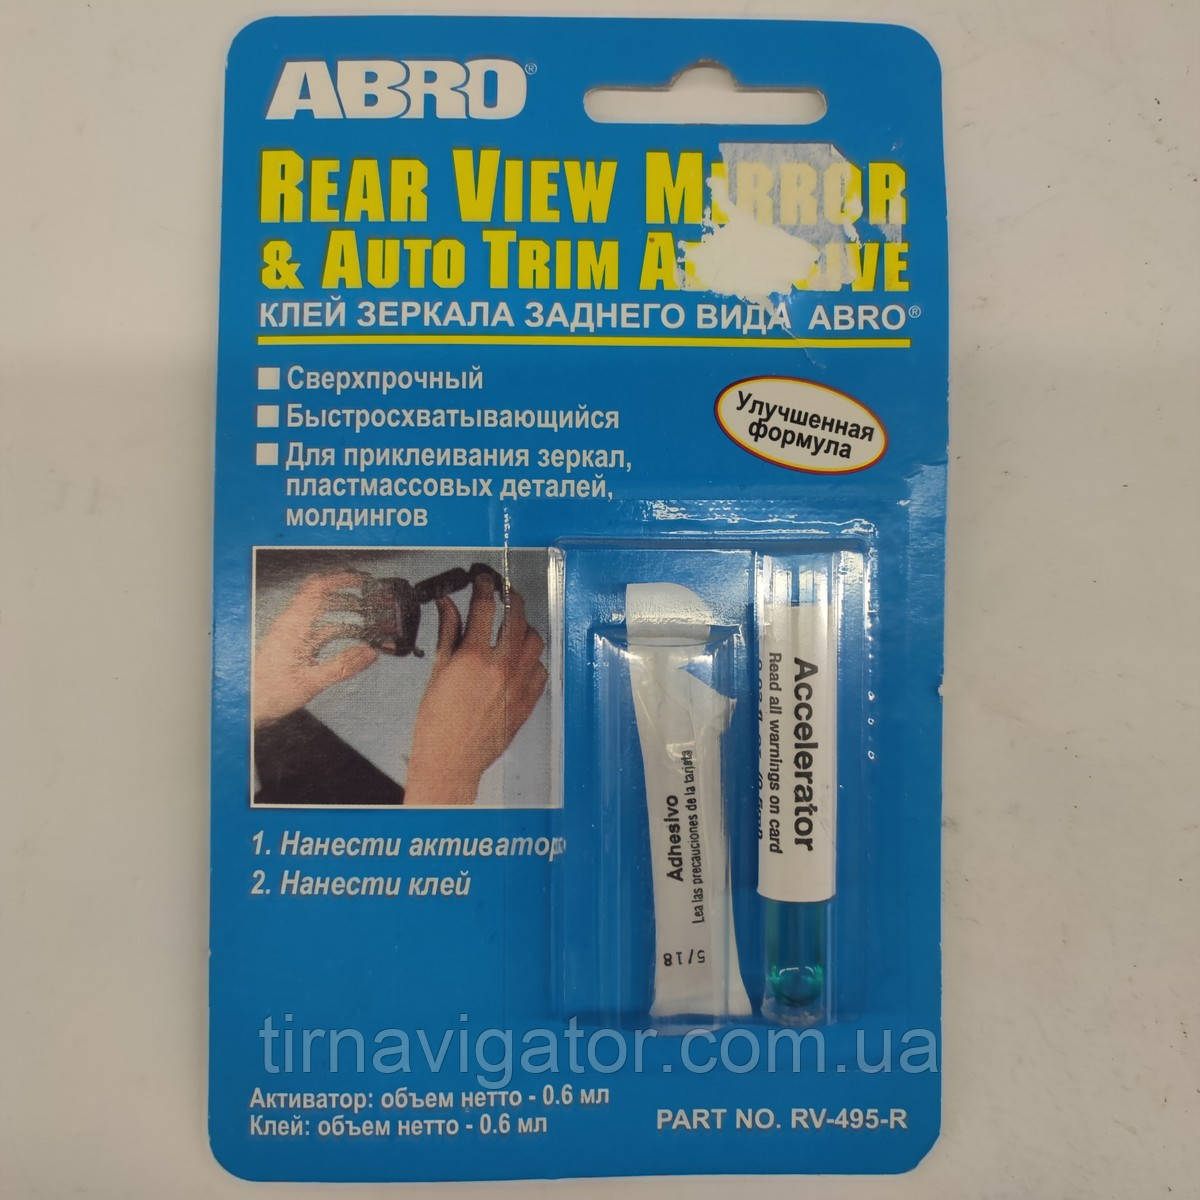 ABRO®
REAR VIEW MIRROR
& AUTO TRIM
КЛЕЙ ЗЕРКАЛА ЗАДНЕГО ВИДА ABRO®
Сверхпрочный
Быстросхватывающийся
Для приклеивания зеркал,
пластмассовых деталей,
молдингов
Улучшенная
формула
Accelerator
Read all warnings on card
Adhesivo
Lea las precauciones de la tarjeta
5/18
1. Нанести активатор
2. Нанести клей
tirnavigator.com.ua
Активатор: объем нетто - 0.6 мл
Клей: объем нетто - 0.6 мл
PART NO. RV-495-R